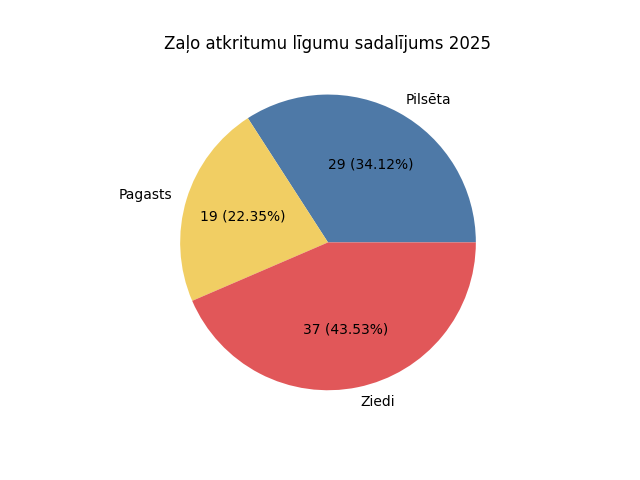 Zaļo atkritumu līgumu sadalījums 2025
Pilsēta
29 (34.12%)
Pagasts
19 (22.35%)
37 (43.53%)
Ziedi